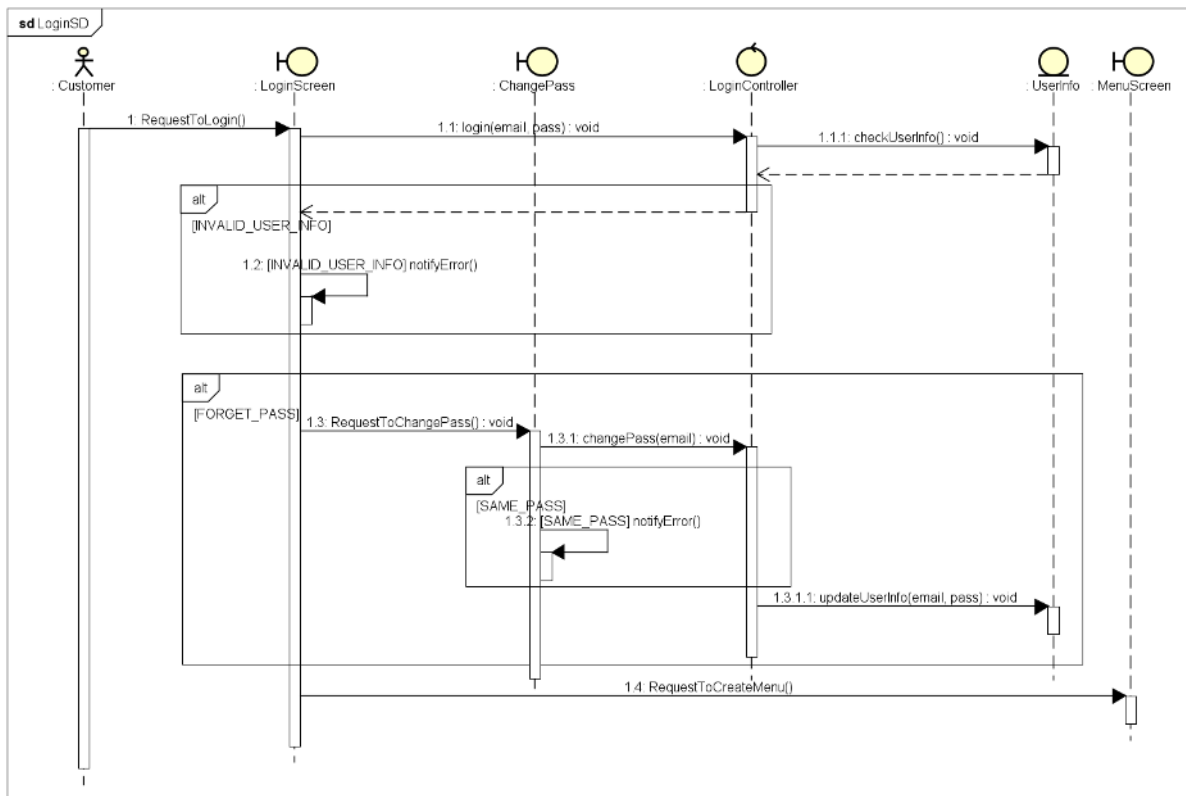 sd LoginSD
: Customer
: LoginScreen
: ChangePass
: LoginController
: UserInfo
: MenuScreen
1: RequestToLogin()
1.1: login(email, pass) : void
1.1.1: checkUserInfo() : void
alt
[INVALID_USER_INFO]
1.2: [INVALID_USER_INFO] notifyError()
alt
[FORGET_PASS]
1.3: RequestToChangePass() : void
1.3.1: changePass(email) : void
alt
[SAME_PASS]
1.3.2: [SAME_PASS] notifyError()
1.3.1.1: updateUserInfo(email, pass) : void
1.4: RequestToCreateMenu()